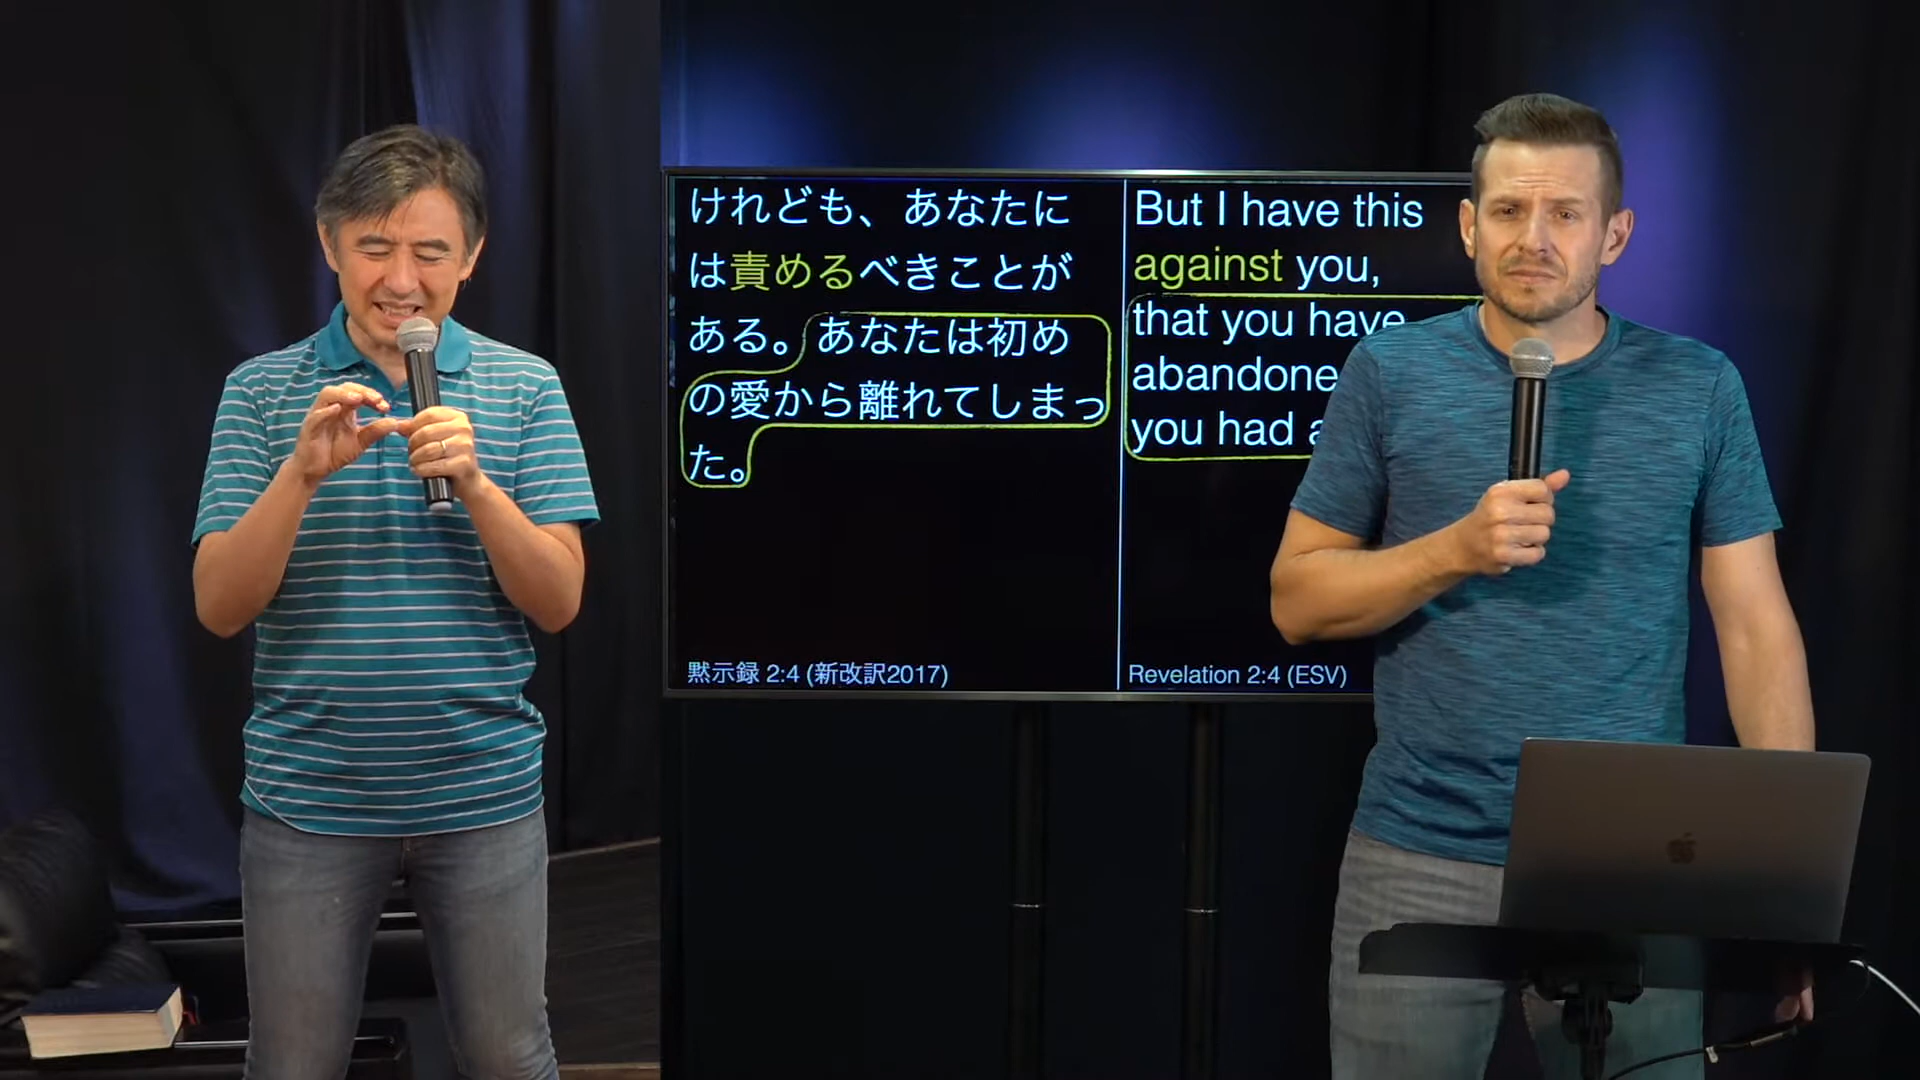 けれども、あなたに
は責めるべきことが
ある。あなたは初め
の愛から離れてしまっ
た。
黙示録 2:4 (新改訳2017)
But I have this
against you,
that you have
abandone
you had
Revelation 2:4 (ESV)